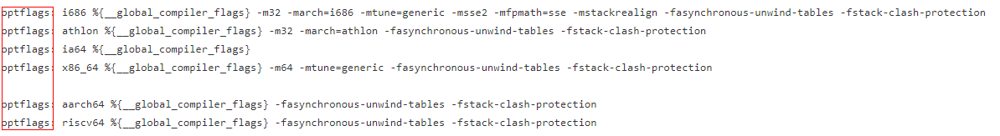 optflags: i686 %{__global_compiler_flags} -m32 -march=i686 -mtune=generic -msse2 -mfpmath=sse -mstackrealign -fasynchronous-unwind-tables -fstack-clash-protection
optflags: athlon %{__global_compiler_flags} -m32 -march=athlon -fasynchronous-unwind-tables -fstack-clash-protection
optflags: ia64 %{__global_compiler_flags}
optflags: x86_64 %{__global_compiler_flags} -m64 -mtune=generic -fasynchronous-unwind-tables -fstack-clash-protection
optflags: aarch64 %{__global_compiler_flags} -fasynchronous-unwind-tables -fstack-clash-protection
optflags: riscv64 %{__global_compiler_flags} -fasynchronous-unwind-tables -fstack-clash-protection